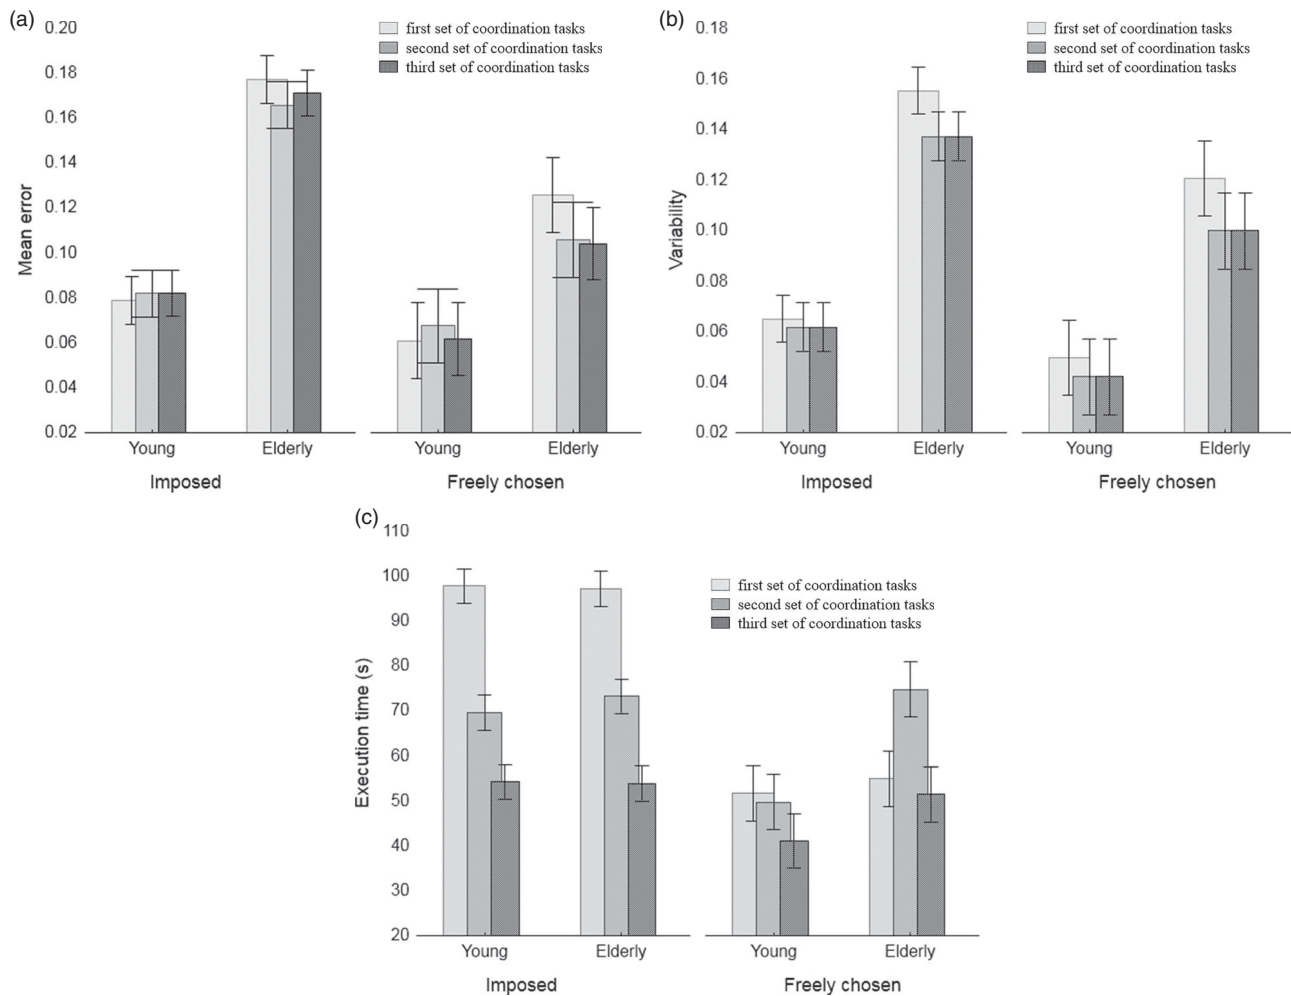 (a)
0.20
0.18
0.16
0.14
0.12
0.10
0.08
0.06
0.04
0.02
Mean error
first set of coordination tasks
second set of coordination tasks
third set of coordination tasks
Young
Elderly
Young
Elderly
Imposed
Freely chosen
(b)
0.18
0.16
0.14
0.12
0.10
0.08
0.06
0.04
0.02
Variability
first set of coordination tasks
second set of coordination tasks
third set of coordination tasks
Young
Elderly
Young
Elderly
Imposed
Freely chosen
(c)
110
100
90
80
70
60
50
40
30
20
Execution time (s)
first set of coordination tasks
second set of coordination tasks
third set of coordination tasks
Young
Elderly
Young
Elderly
Imposed
Freely chosen